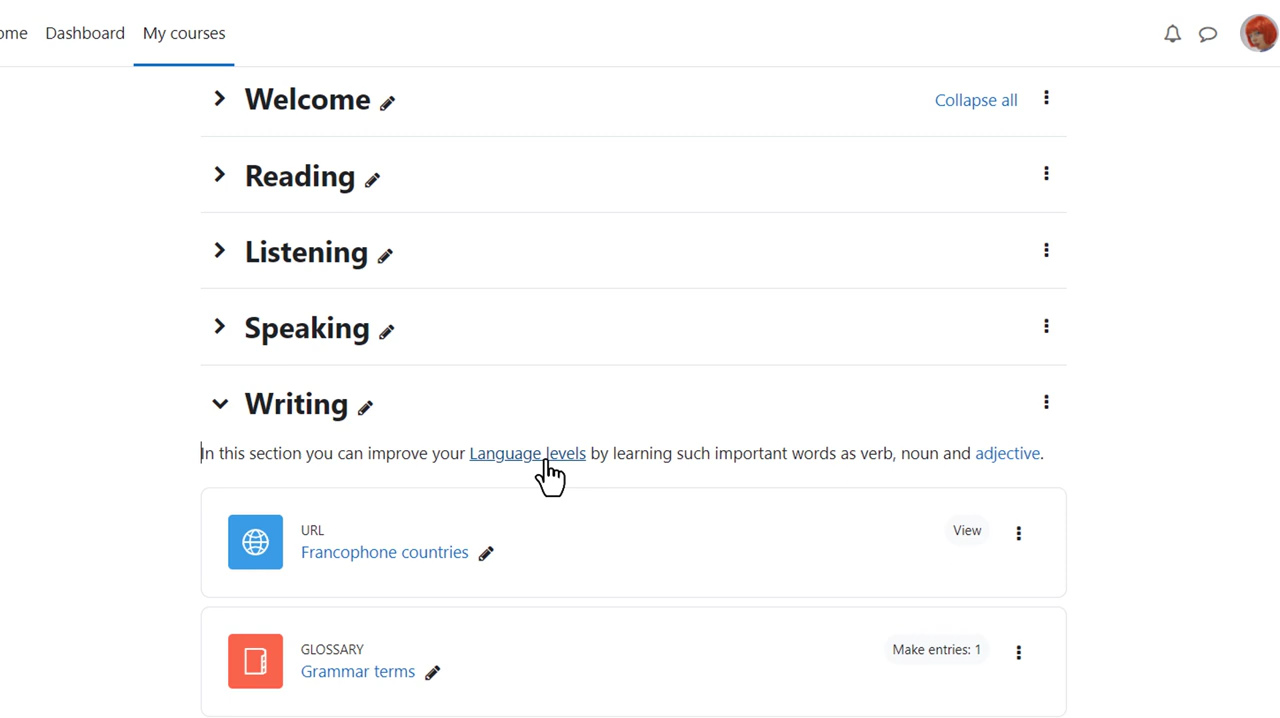 ome Dashboard My courses
Welcome
Collapse all
Reading
Listening
Speaking
Writing
In this section you can improve your Language levels by learning such important words as verb, noun and adjective.
URL
View
Francophone countries
GLOSSARY
Make entries: 1
Grammar terms